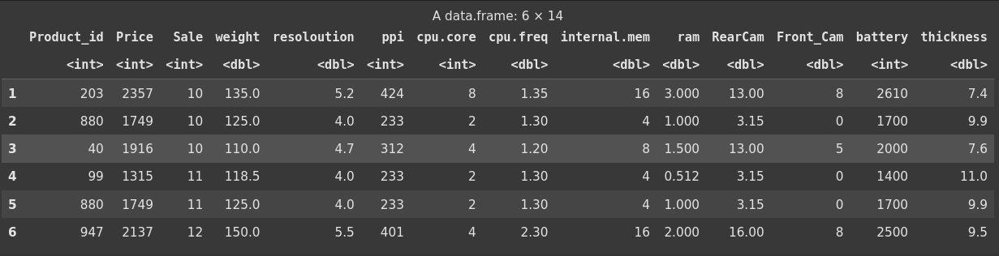 A data.frame: 6 × 14
Product_id Price Sale weight resoloution ppi cpu.core cpu.freq internal.mem ram RearCam Front_Cam battery thickness
<int> <int> <int> <dbl> <dbl> <int> <int> <dbl> <dbl> <dbl> <dbl> <dbl> <int> <dbl>
1 203 2357 10 135.0 5.2 424 8 1.35 16 3.000 13.00 8 2610 7.4
2 880 1749 10 125.0 4.0 233 2 1.30 4 1.000 3.15 0 1700 9.9
3 40 1916 10 110.0 4.7 312 4 1.20 8 1.500 13.00 5 2000 7.6
4 99 1315 11 118.5 4.0 233 2 1.30 4 0.512 3.15 0 1400 11.0
5 880 1749 11 125.0 4.0 233 2 1.30 4 1.000 3.15 0 1700 9.9
6 947 2137 12 150.0 5.5 401 4 2.30 16 2.000 16.00 8 2500 9.5